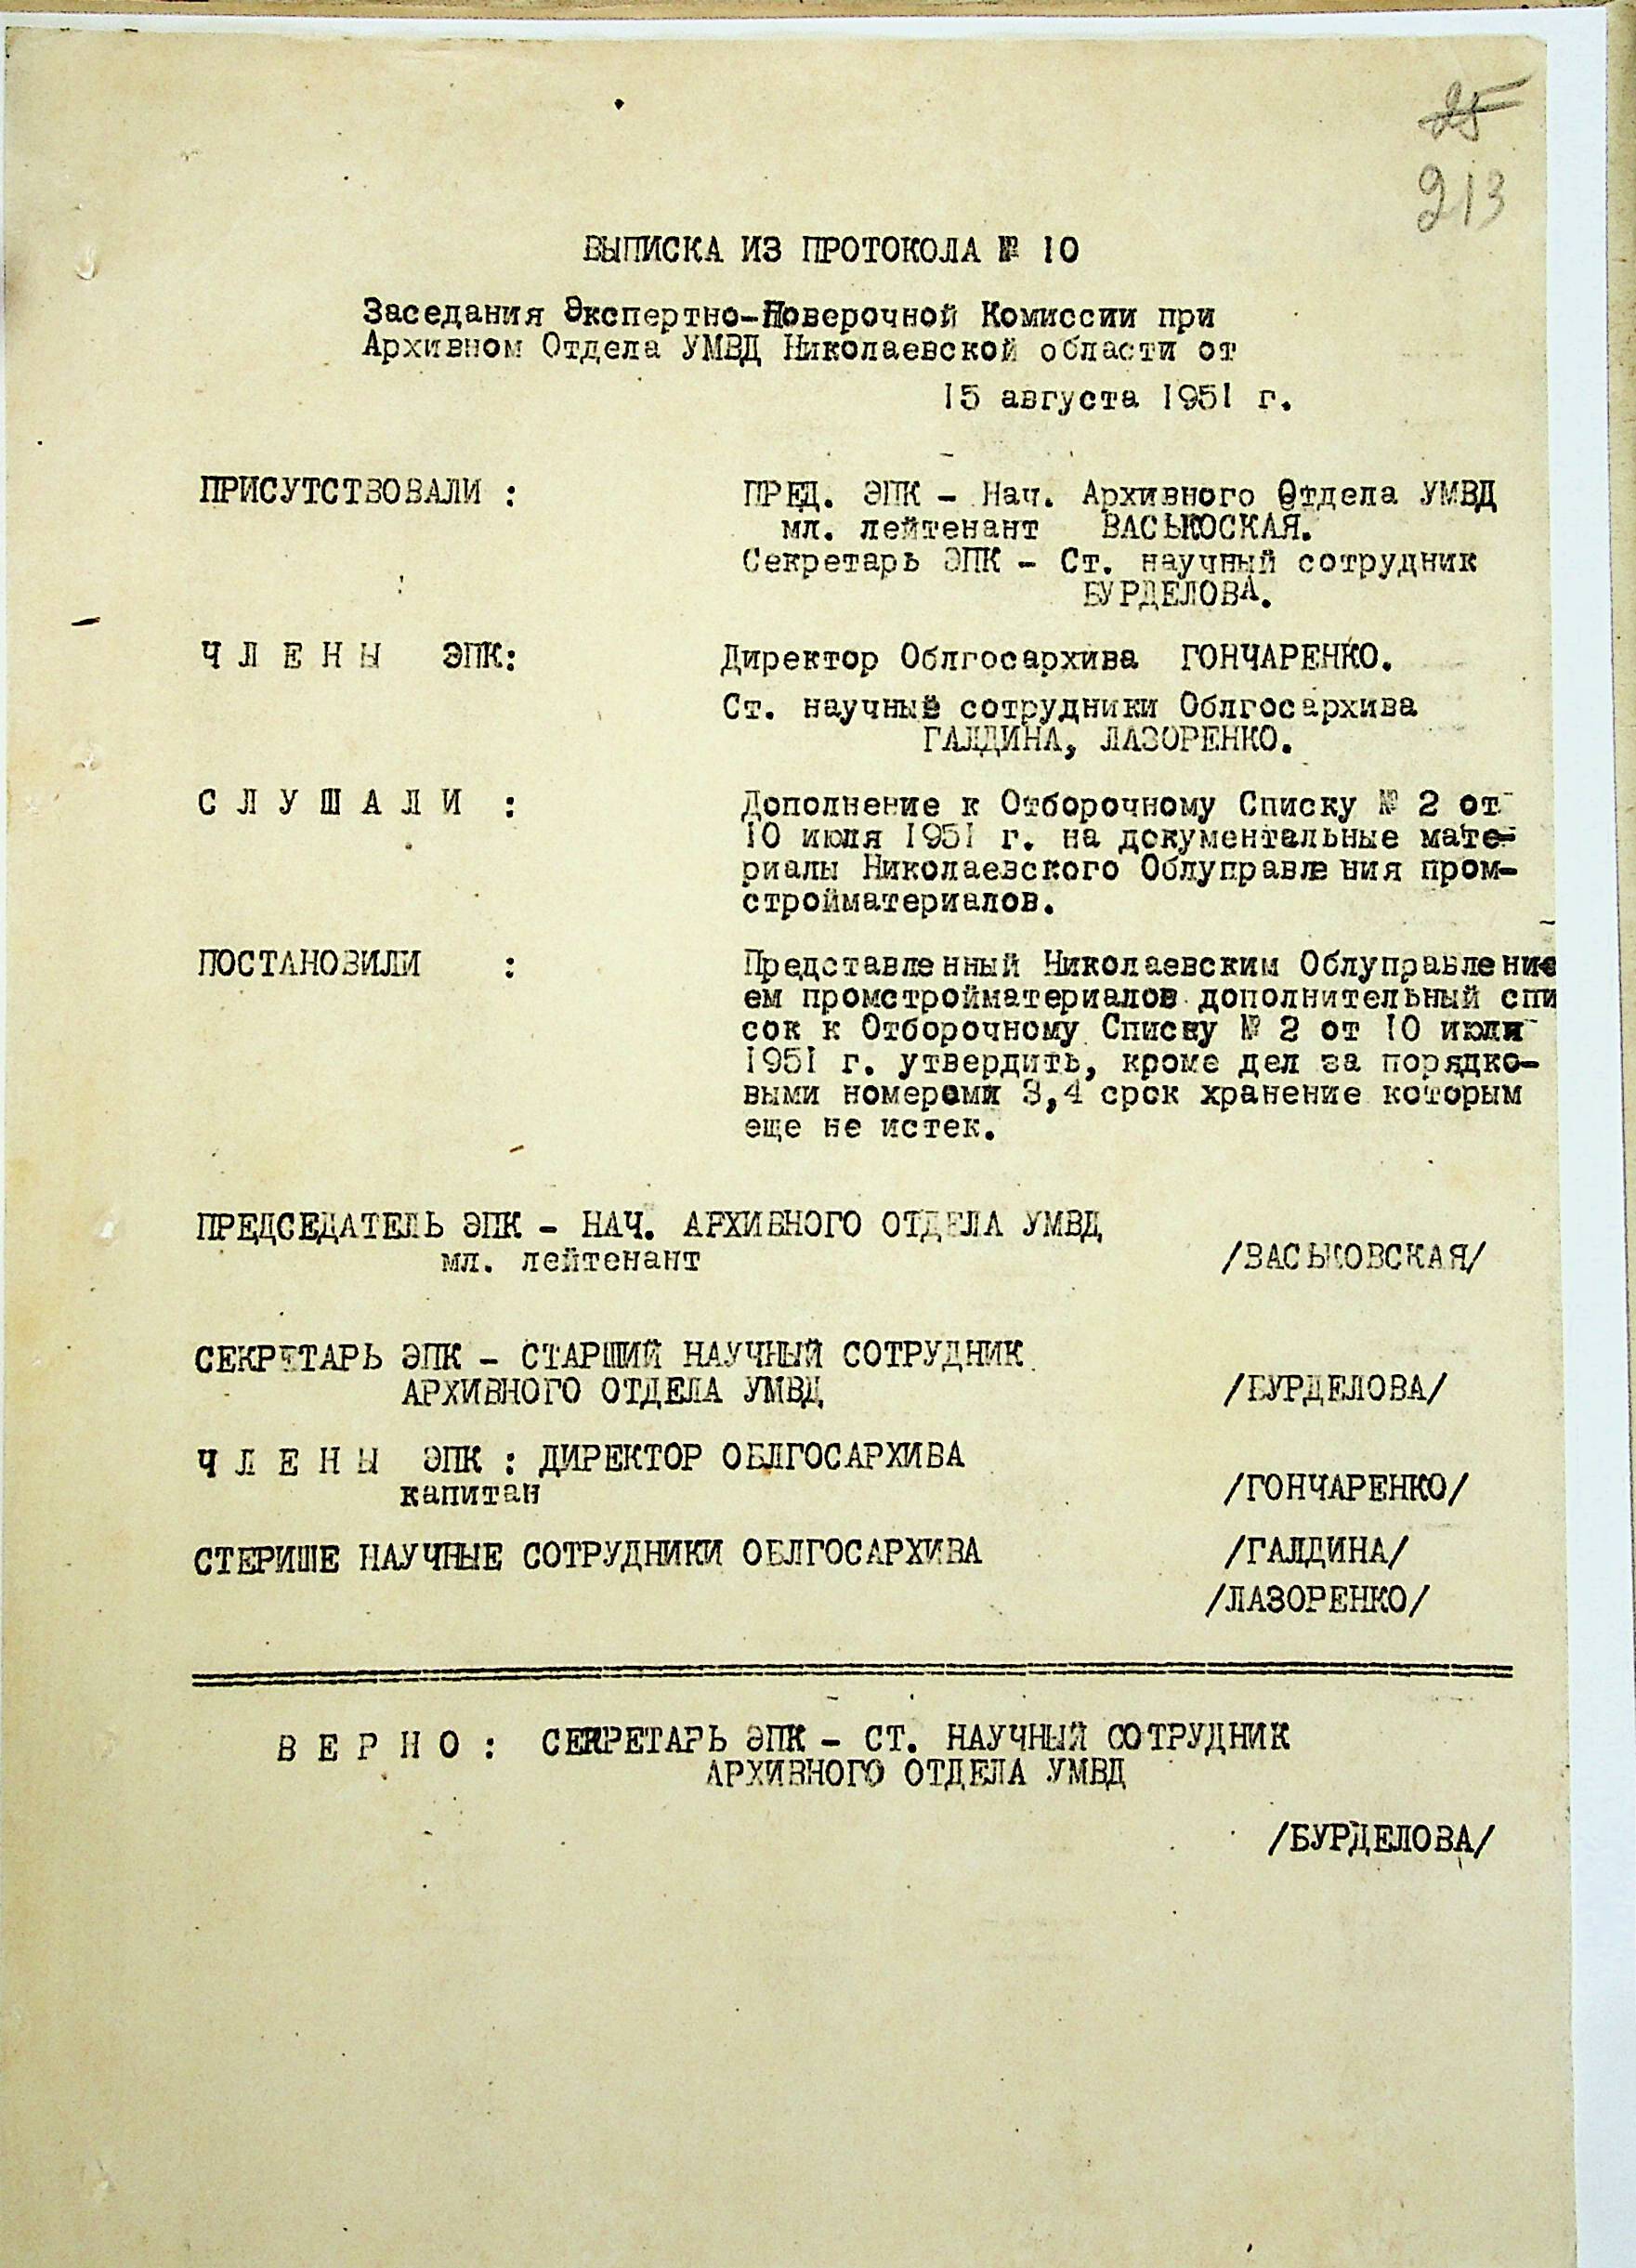 25
213
ВЫПИСКА ИЗ ПРОТОКОЛА № 10
Заседания Экспертно-Поверочной Комиссии при
Архивном Отдела УМВД Николаевской области от
15 августа 1951 г.
ПРИСУТСТВОВАЛИ : ПРЕД. ЭПК - Нач. Архивного Отдела УМВД
мл. лейтенант ВАСЬКОСКАЯ.
Секретарь ЭПК - Ст. научный сотрудник
БУРДЕЛОВА.
Ч Л Е Н Ы ЭПК: Директор Облгосархива ГОНЧАРЕНКО.
Ст. научные сотрудники Облгосархива
ГАЛДИНА, ЛАЗОРЕНКО.
С Л У Ш А Л И : Дополнение к Отборочному Списку № 2 от
10 июля 1951 г. на документальные мате-
риалы Николаевского Облуправления пром-
стройматериалов.
ПОСТАНОВИЛИ : Представленный Николаевским Облуправление
ем промстройматериалов дополнительный спи
сок к Отборочному Списку № 2 от 10 июля
1951 г. утвердить, кроме дел за порядко-
выми номерами 3,4 срок хранение которым
еще не истек.
ПРЕДСЕДАТЕЛЬ ЭПК - НАЧ. АРХИВНОГО ОТДЕЛА УМВД
мл. лейтенант /ВАСЬКОВСКАЯ/
СЕКРЕТАРЬ ЭПК - СТАРШИЙ НАУЧНЫЙ СОТРУДНИК
АРХИВНОГО ОТДЕЛА УМВД /БУРДЕЛОВА/
Ч Л Е Н Ы ЭПК : ДИРЕКТОР ОБЛГОСАРХИВА
капитан /ГОНЧАРЕНКО/
СТЕРИШЕ НАУЧНЫЕ СОТРУДНИКИ ОБЛГОСАРХИВА /ГАЛДИНА/
/ЛАЗОРЕНКО/
В Е Р Н О : СЕКРЕТАРЬ ЭПК - СТ. НАУЧНЫЙ СОТРУДНИК
АРХИВНОГО ОТДЕЛА УМВД
/БУРДЕЛОВА/